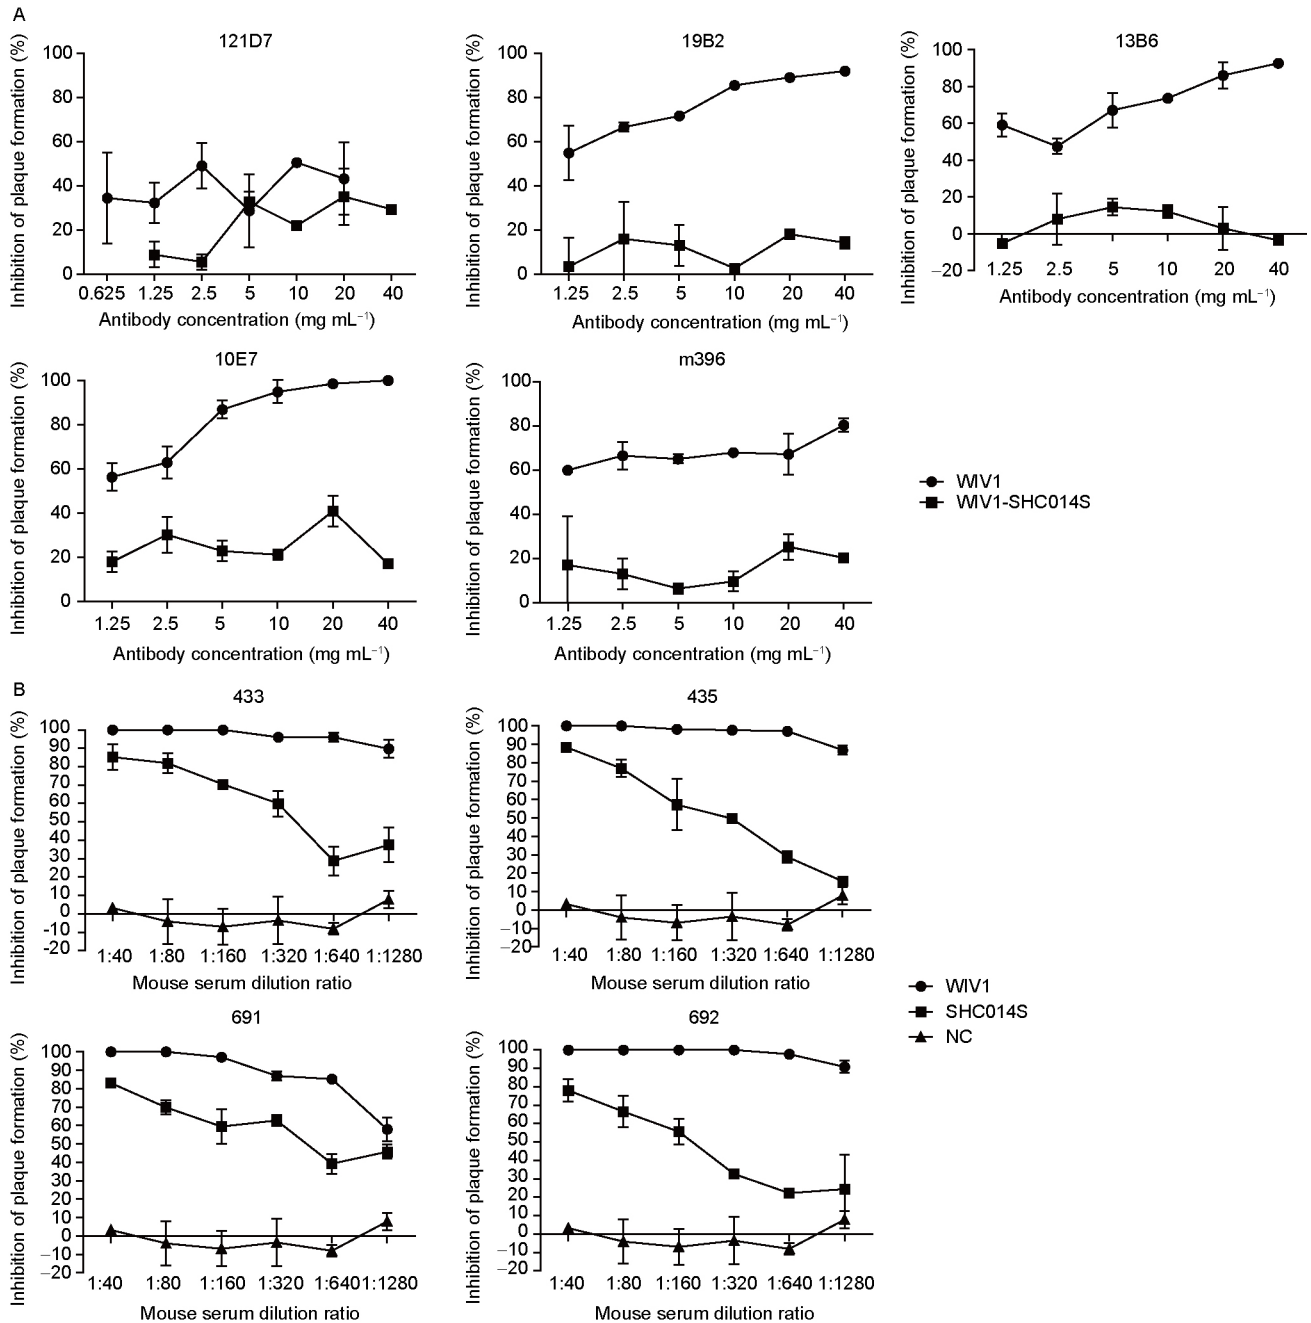 A
121D7
Inhibition of plaque formation (%)
100
80
60
40
20
0
0.625 1.25 2.5 5 10 20 40
Antibody concentration (mg mL⁻¹)
19B2
Inhibition of plaque formation (%)
100
80
60
40
20
0
1.25 2.5 5 10 20 40
Antibody concentration (mg mL⁻¹)
13B6
Inhibition of plaque formation (%)
100
80
60
40
20
0
−20
1.25 2.5 5 10 20 40
Antibody concentration (mg mL⁻¹)
10E7
Inhibition of plaque formation (%)
100
80
60
40
20
0
1.25 2.5 5 10 20 40
Antibody concentration (mg mL⁻¹)
m396
Inhibition of plaque formation (%)
100
80
60
40
20
0
1.25 2.5 5 10 20 40
Antibody concentration (mg mL⁻¹)
WIV1
WIV1-SHC014S
B
433
Inhibition of plaque formation (%)
100
90
80
70
60
50
40
30
20
10
0
-10
-20
1:40 1:80 1:160 1:320 1:640 1:1280
Mouse serum dilution ratio
435
Inhibition of plaque formation (%)
100
90
80
70
60
50
40
30
20
10
0
−10
−20
1:40 1:80 1:160 1:320 1:640 1:1280
Mouse serum dilution ratio
WIV1
SHC014S
NC
691
Inhibition of plaque formation (%)
100
90
80
70
60
50
40
30
20
10
0
−10
−20
1:40 1:80 1:160 1:320 1:640 1:1280
Mouse serum dilution ratio
692
Inhibition of plaque formation (%)
100
90
80
70
60
50
40
30
20
10
0
−10
−20
1:40 1:80 1:160 1:320 1:640 1:1280
Mouse serum dilution ratio